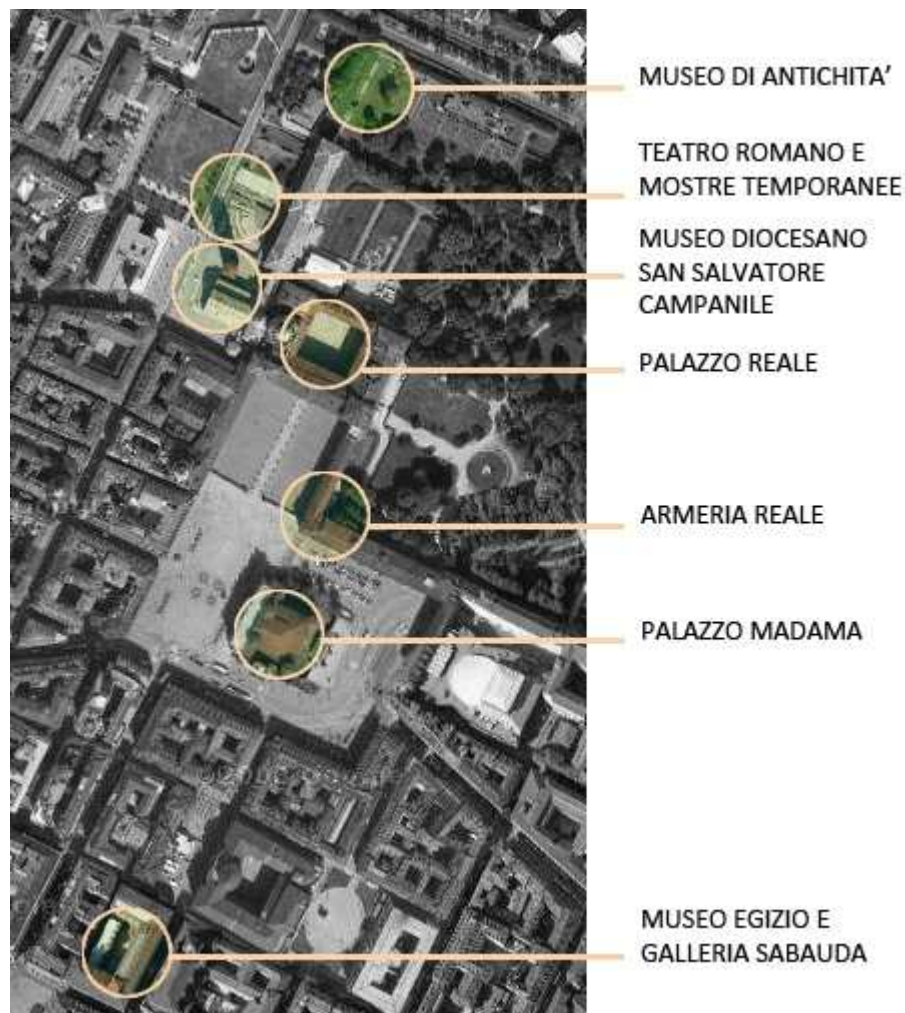 MUSEO DI ANTICHITA'
TEATRO ROMANO E
MOSTRE TEMPORANEE
MUSEO DIOCESANO
SAN SALVATORE
CAMPANILE
PALAZZO REALE
ARMERIA REALE
PALAZZO MADAMA
MUSEO EGIZIO E
GALLERIA SABAUDA